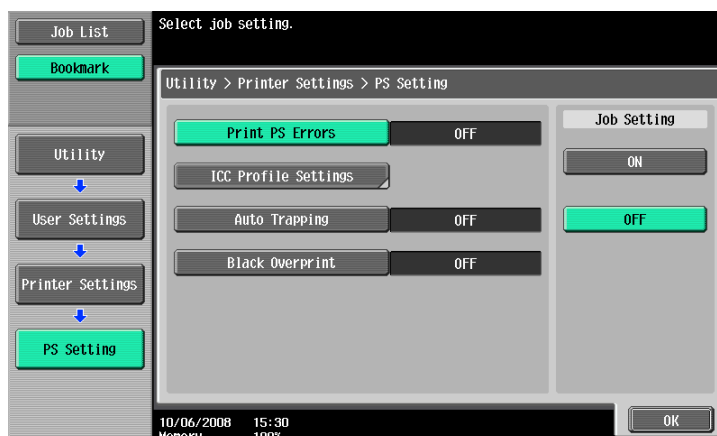 Job List
Select job setting.
Bookmark
Utility > Printer Settings > PS Setting
Print PS Errors OFF
Job Setting
Utility
ICC Profile Settings
ON
User Settings
Auto Trapping OFF
OFF
Black Overprint OFF
Printer Settings
PS Setting
10/06/2008 15:30
Memory 100%
OK